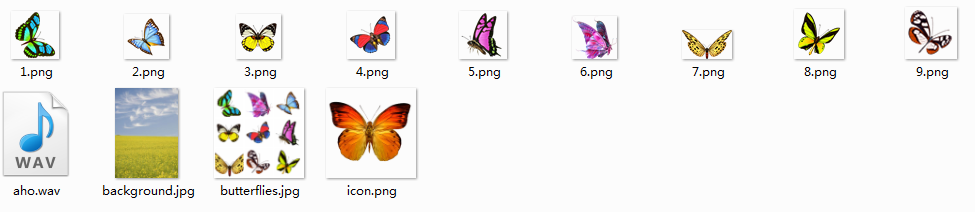 1.png 2.png 3.png 4.png 5.png 6.png 7.png 8.png 9.png
WAV
aho.wav background.jpg butterflies.jpg icon.png